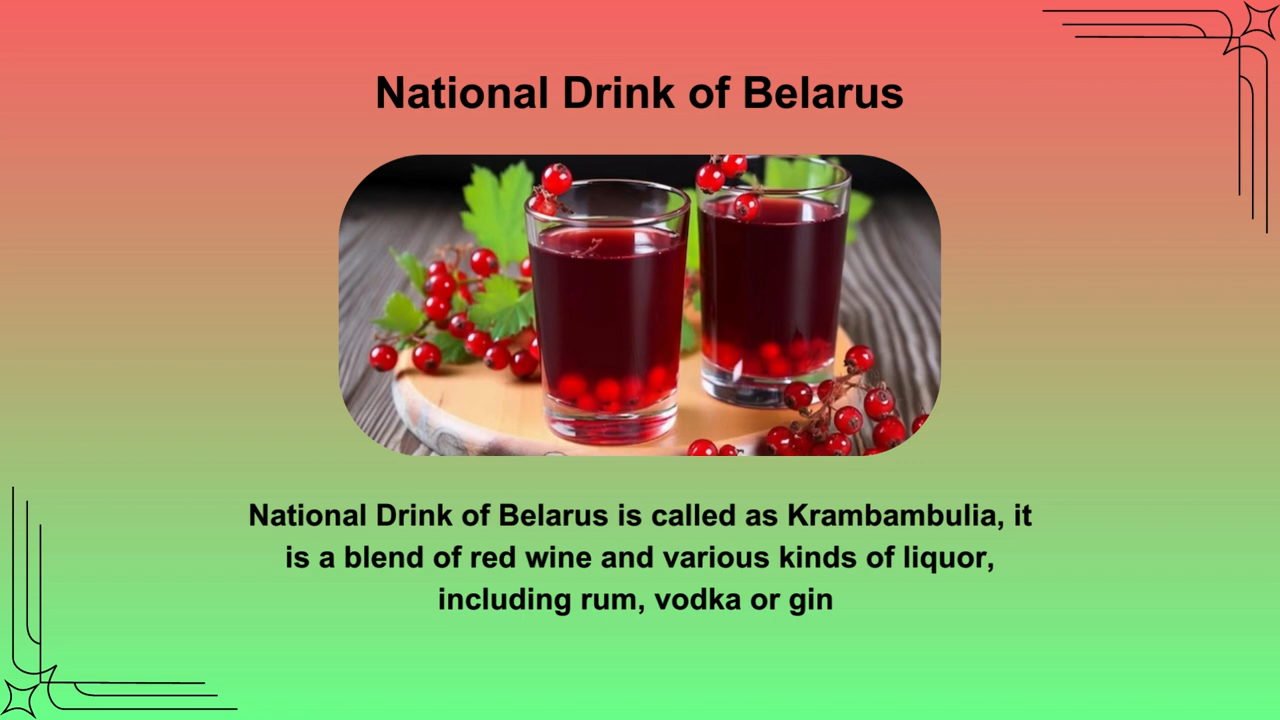 National Drink of Belarus
National Drink of Belarus is called as Krambambulia, it
is a blend of red wine and various kinds of liquor,
including rum, vodka or gin